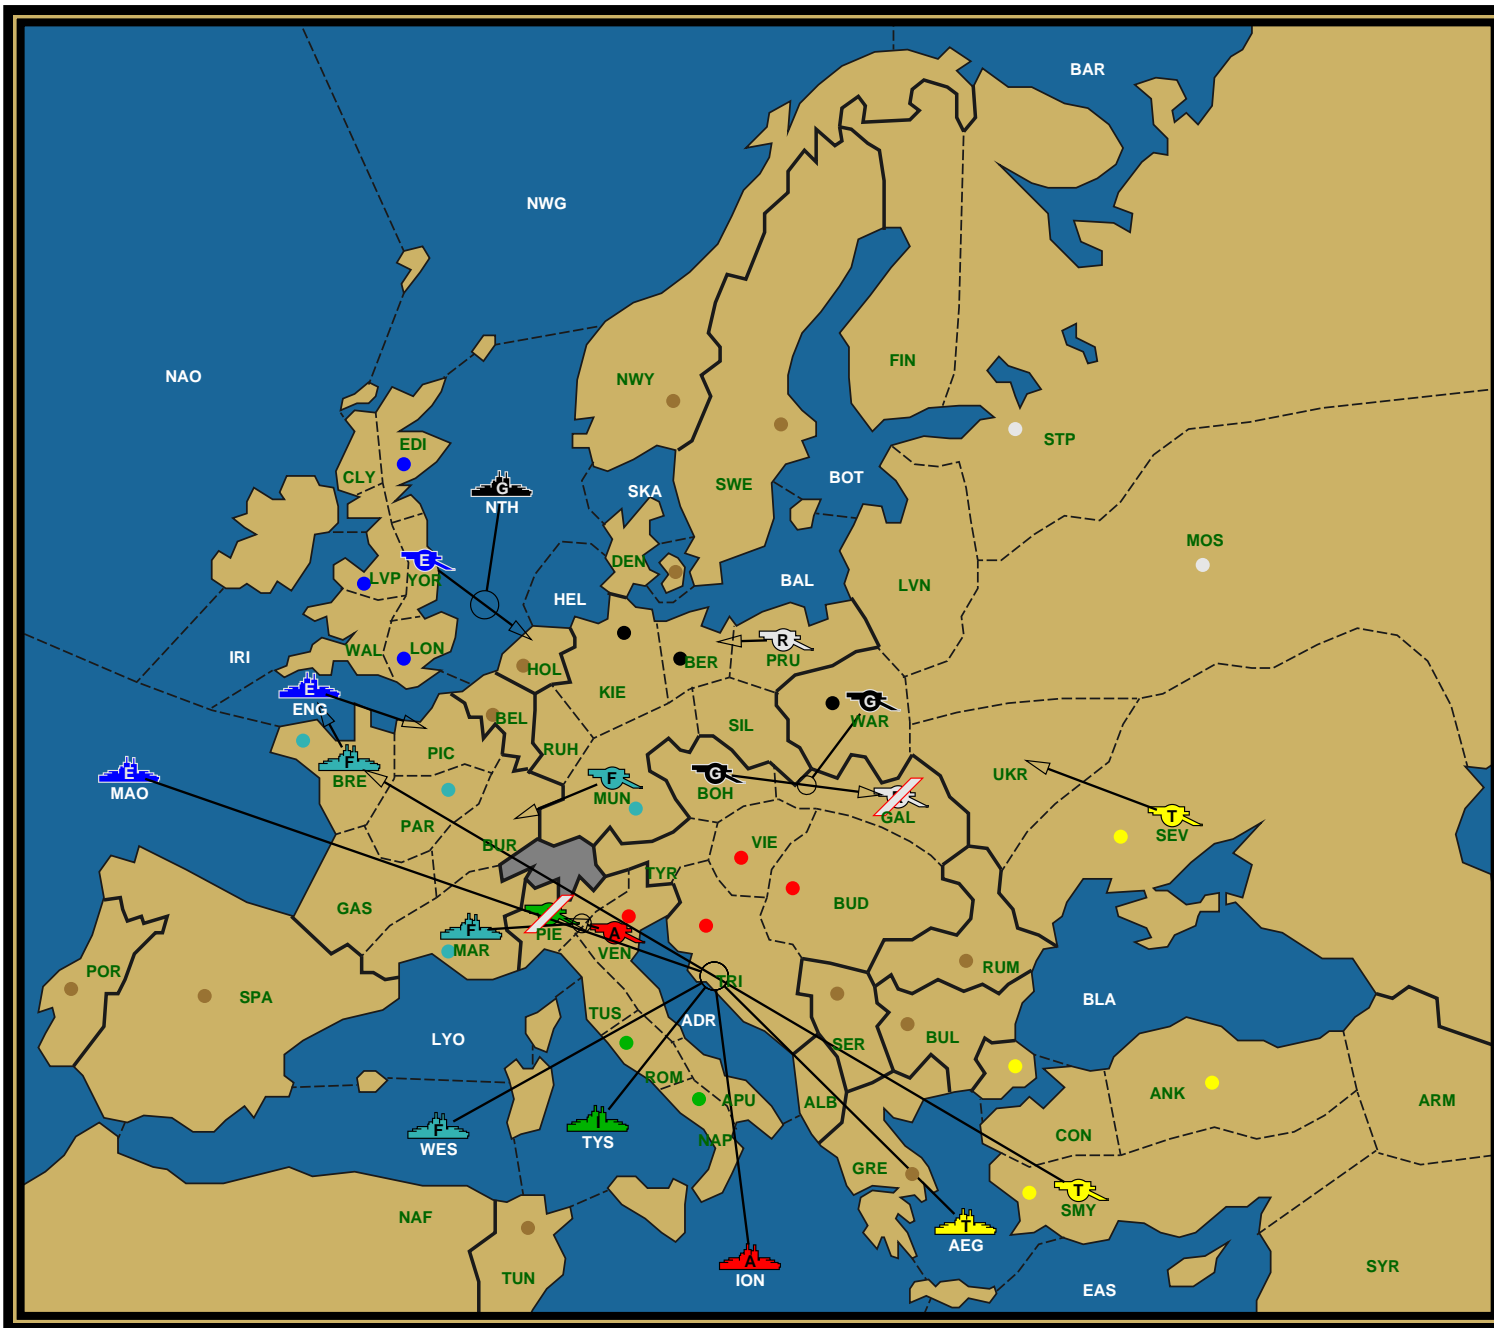 BAR
NWG
NAO
FIN
NWY
STP
EDI
CLY
SWE
BOT
SKA
G
NTH
MOS
DEN
E
LVP
YOR
BAL
LVN
HEL
R
PRU
WAL
LON
IRI
HOL
BER
KIE
E
ENG
G
WAR
BEL
SIL
RUH
PIC
F
BRE
UKR
E
MAO
F
MUN
G
BOH
GAL
T
SEV
PAR
BUR
VIE
TYR
BUD
GAS
F
MAR
PIE
A
VEN
POR
SPA
TRI
RUM
TUS
ADR
BLA
LYO
SER
BUL
ROM
APU
ALB
ANK
ARM
F
WES
I
TYS
NAP
CON
GRE
T
SMY
NAF
T
AEG
A
ION
TUN
EAS
SYR